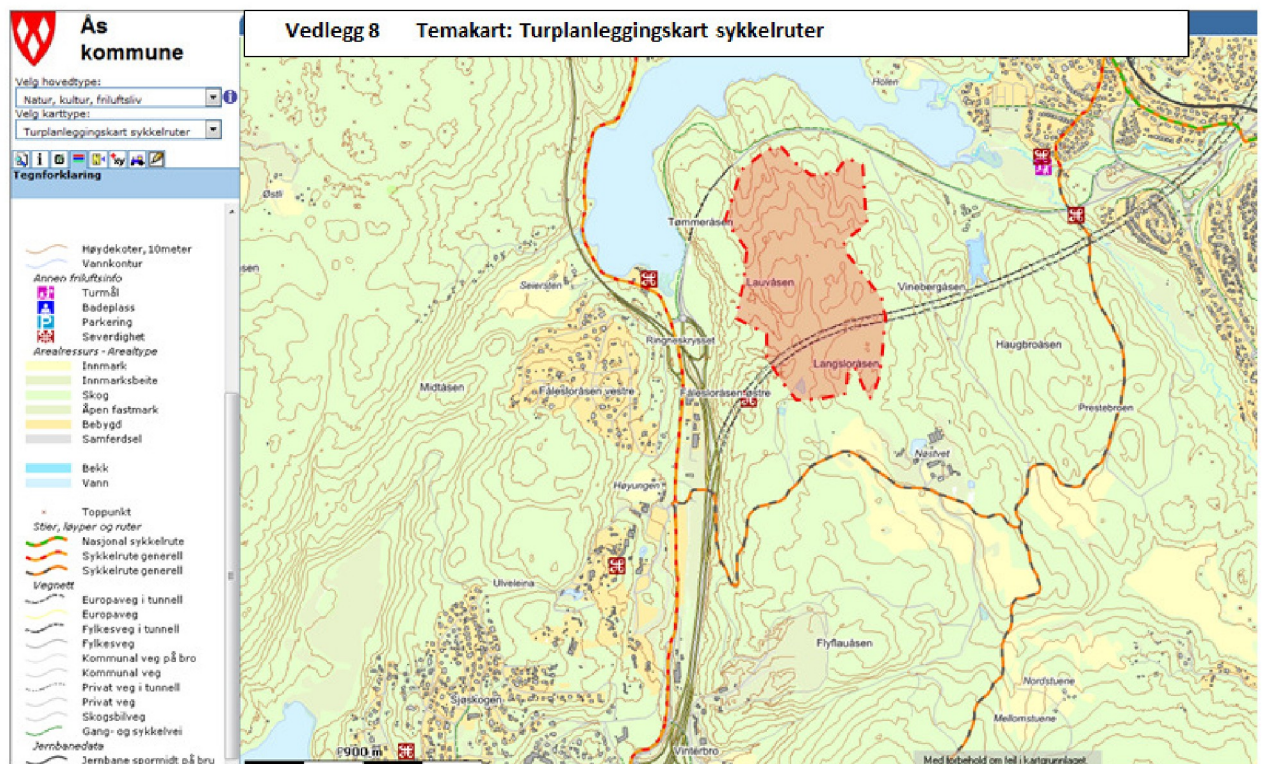 Ås
kommune
Vedlegg 8 Temakart: Turplanleggingskart sykkelruter
Velg hovedtype:
Natur, kultur, friluftsliv
Velg karttype:
Turplanleggingskart sykkelruter
Tegnforklaring
Høydekoter, 10meter
Vannkontur
Annen friluftsinfo
Turmål
Badeplass
Parkering
Severdighet
Arealressurs - Arealtype
Innmark
Innmarksbeite
Skog
Åpen fastmark
Bebygd
Samferdsel
Bekk
Vann
Toppunkt
Stier, løyper og ruter
Nasjonal sykkelrute
Sykkelrute generell
Sykkelrute generell
Vegnett
Europaveg i tunnell
Europaveg
Fylkesveg i tunnell
Fylkesveg
Kommunal veg på bro
Kommunal veg
Privat veg i tunnell
Privat veg
Skogsbilveg
Gang- og sykkelvei
Jernbanedata
Jernbane spormidt på bru
Holen
Østli
Tømmeråsen
åsen
Seiersten
Lauvåsen
Vinebergåsen
Ringneskrysset
Haugbroåsen
Langsloråsen
Midtåsen
Fålesloråsen vestre
Fålesloråsen østre
Prestebroen
Nøstvet
Høyungen
Ulveleina
Flyflauåsen
Nordstuene
Sjøskogen
Mellomstuene
900 m
Vinterbro
Med forbehold om feil i kartgrunnlaget.